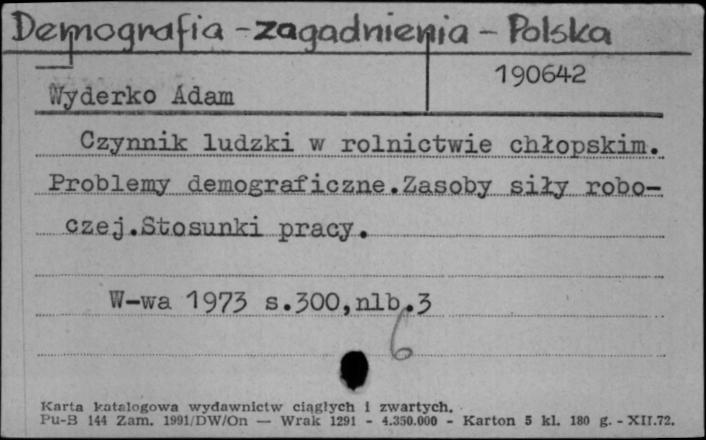 Demografia - zagadnienia - Polska
190642
Wyderko Adam
Czynnik ludzki w rolnictwie chłopskim.
Problemy demograficzne.Zasoby siły robo-
czej.Stosunki pracy.
W-wa 1973 s.300,nlb.3
6
Karta katalogowa wydawnictw ciągłych i zwartych.
Pu-B 144 Zam. 1991/DW/On — Wrak 1291 - 4.350.000 - Karton 5 kl. 180 g. - XII.72.